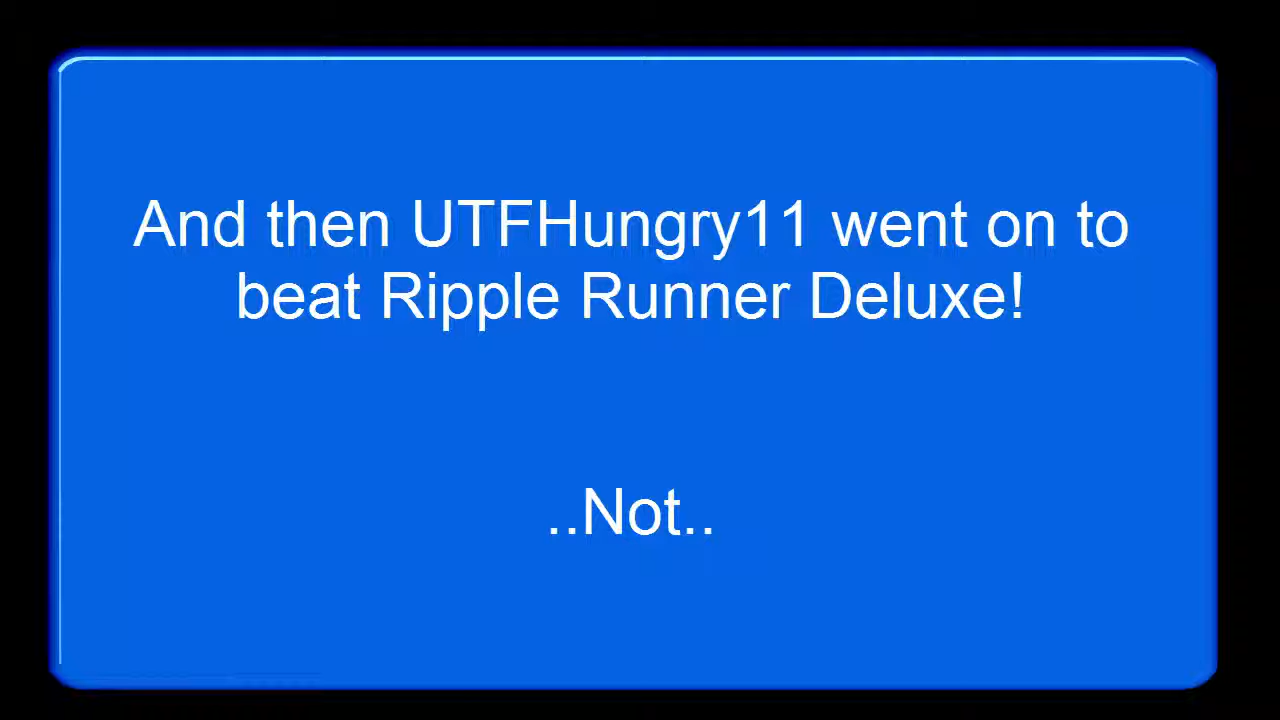 And then UTFHungry11 went on to
beat Ripple Runner Deluxe!
..Not..